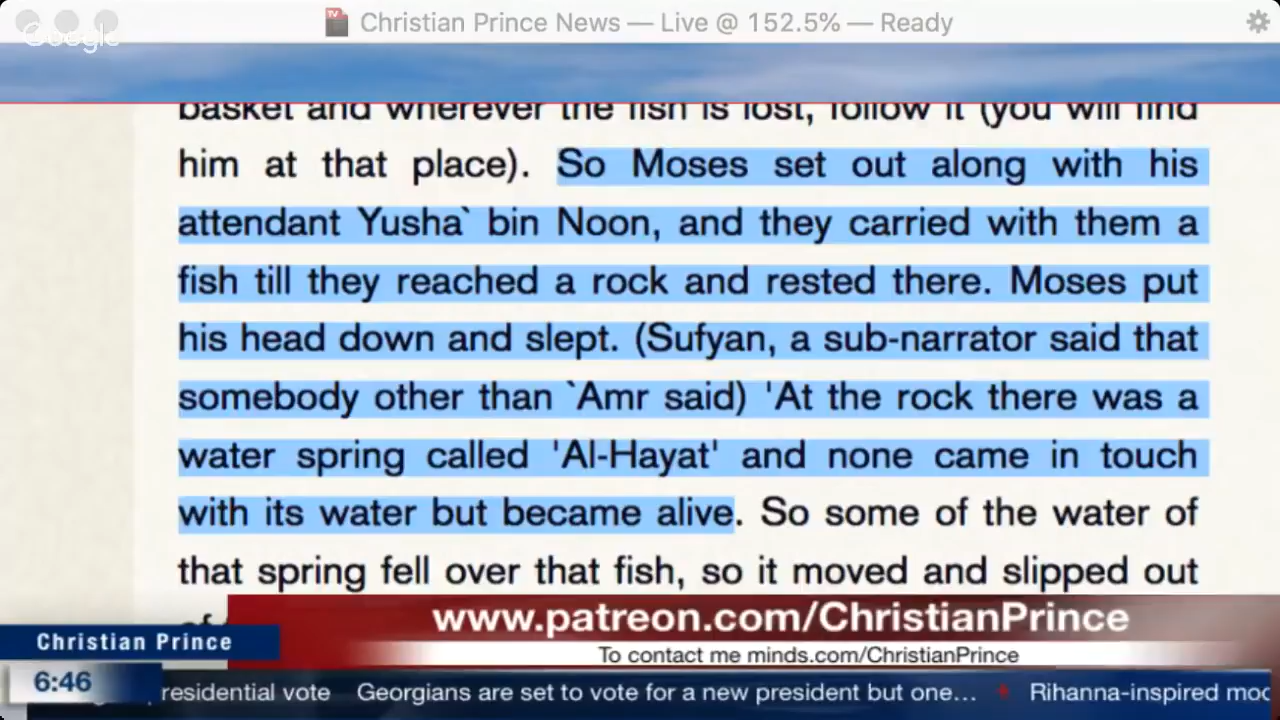 Christian Prince News — Live @ 152.5% — Ready
Google
TV
basket and wherever the fish is lost, follow it (you will find
him at that place). So Moses set out along with his
attendant Yusha` bin Noon, and they carried with them a
fish till they reached a rock and rested there. Moses put
his head down and slept. (Sufyan, a sub-narrator said that
somebody other than `Amr said) 'At the rock there was a
water spring called 'Al-Hayat' and none came in touch
with its water but became alive. So some of the water of
that spring fell over that fish, so it moved and slipped out
of
www.patreon.com/ChristianPrince
Christian Prince
To contact me minds.com/ChristianPrince
6:46
residential vote Georgians are set to vote for a new president but one... Rihanna-inspired